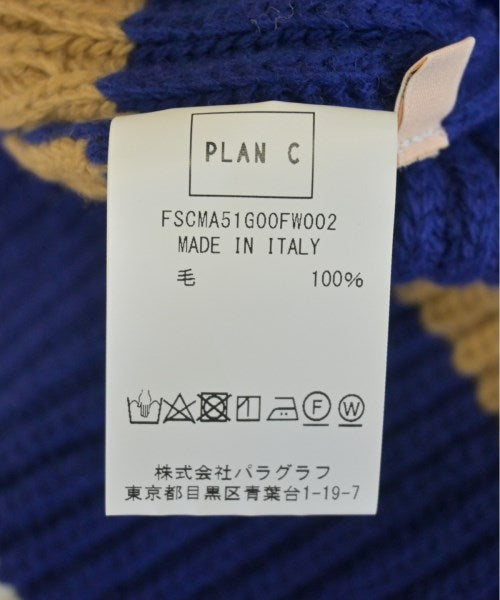 PLAN C
FSCMA51G00FW002
MADE IN ITALY
毛 100%
F W
株式会社パラグラフ
東京都目黒区青葉台1-19-7